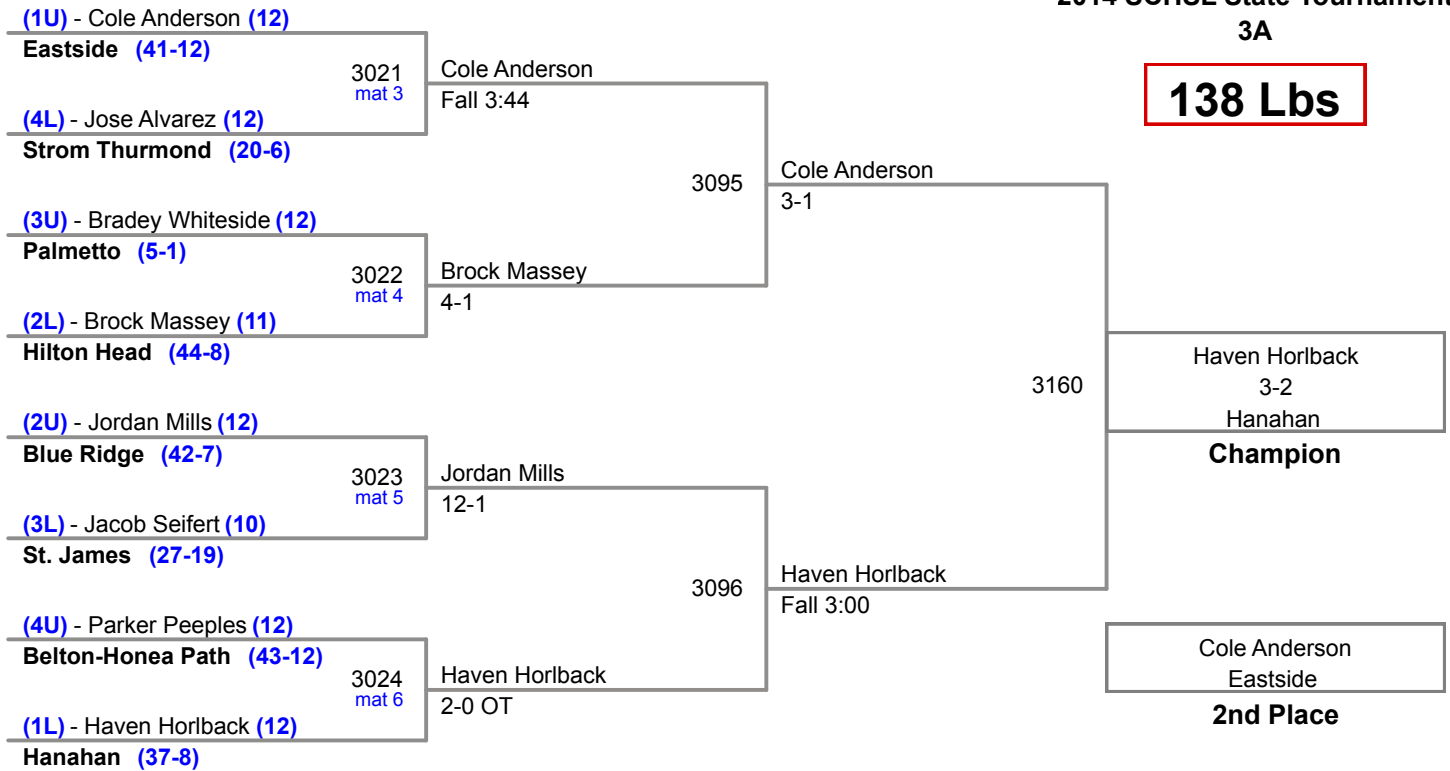 2014 SCHSL State Tournament
3A
138 Lbs
(1U) - Cole Anderson (12)
Eastside (41-12)
3021
mat 3
(4L) - Jose Alvarez (12)
Strom Thurmond (20-6)
(3U) - Bradey Whiteside (12)
Palmetto (5-1)
3022
mat 4
(2L) - Brock Massey (11)
Hilton Head (44-8)
(2U) - Jordan Mills (12)
Blue Ridge (42-7)
3023
mat 5
(3L) - Jacob Seifert (10)
St. James (27-19)
(4U) - Parker Peeples (12)
Belton-Honea Path (43-12)
3024
mat 6
(1L) - Haven Horlback (12)
Hanahan (37-8)
Cole Anderson
Fall 3:44
3095
Brock Massey
4-1
Jordan Mills
12-1
3096
Haven Horlback
2-0 OT
Cole Anderson
3-1
3160
Haven Horlback
Fall 3:00
Haven Horlback
3-2
Hanahan
Champion
Cole Anderson
Eastside
2nd Place